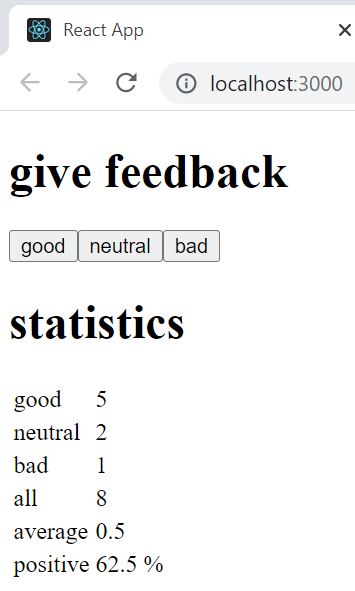 React App
localhost:3000
give feedback
good neutral bad
statistics
good 5
neutral 2
bad 1
all 8
average 0.5
positive 62.5 %